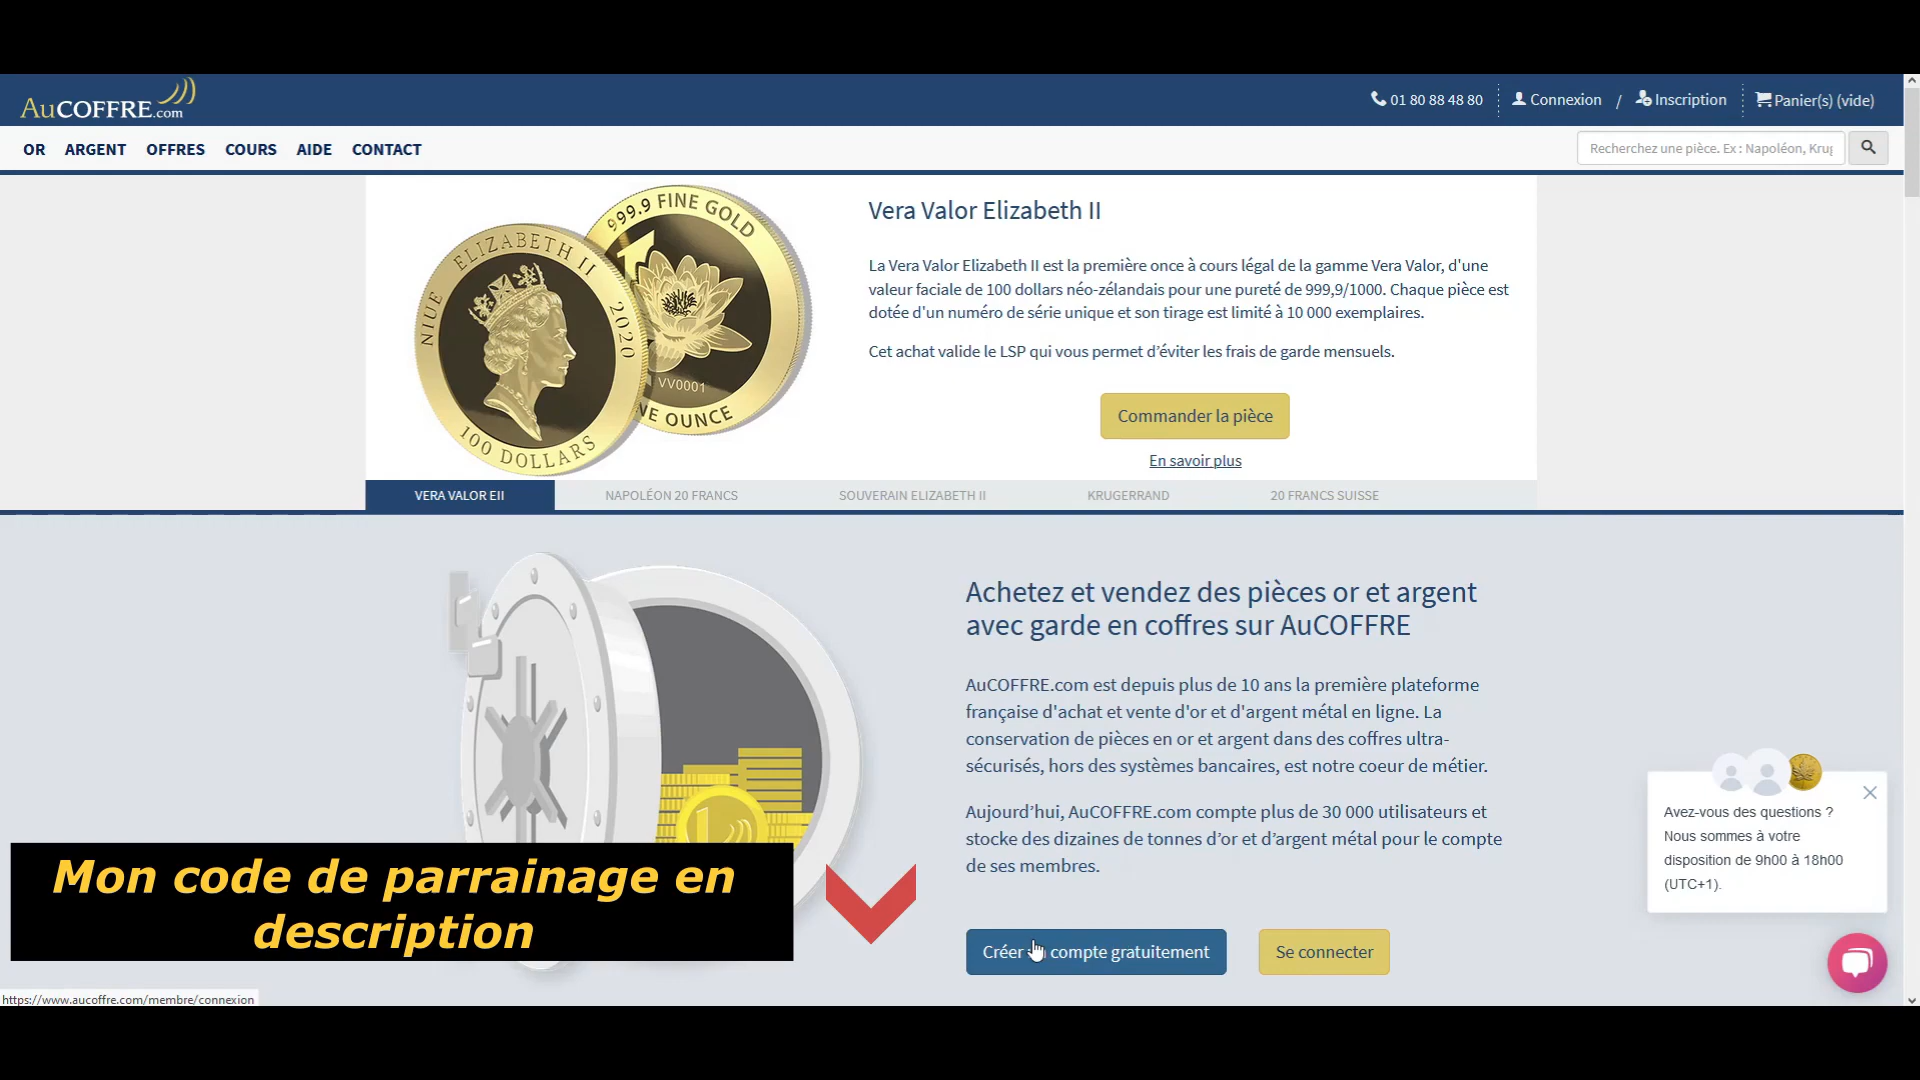 AuCOFFRE.com
01 80 88 48 80
Connexion / Inscription
Panier(s) (vide)
OR ARGENT OFFRES COURS AIDE CONTACT
Recherchez une pièce. Ex : Napoléon, Krug
ELIZABETH II
NIUE
2020
100 DOLLARS
999.9 FINE GOLD
VV0001
NE OUNCE
Vera Valor Elizabeth II
La Vera Valor Elizabeth II est la première once à cours légal de la gamme Vera Valor, d'une
valeur faciale de 100 dollars néo-zélandais pour une pureté de 999,9/1000. Chaque pièce est
dotée d'un numéro de série unique et son tirage est limité à 10 000 exemplaires.
Cet achat valide le LSP qui vous permet d’éviter les frais de garde mensuels.
Commander la pièce
En savoir plus
VERA VALOR EII NAPOLÉON 20 FRANCS SOUVERAIN ELIZABETH II KRUGERRAND 20 FRANCS SUISSE
Achetez et vendez des pièces or et argent
avec garde en coffres sur AuCOFFRE
AuCOFFRE.com est depuis plus de 10 ans la première plateforme
française d'achat et vente d'or et d'argent métal en ligne. La
conservation de pièces en or et argent dans des coffres ultra-
sécurisés, hors des systèmes bancaires, est notre coeur de métier.
Aujourd’hui, AuCOFFRE.com compte plus de 30 000 utilisateurs et
stocke des dizaines de tonnes d’or et d’argent métal pour le compte
de ses membres.
Créer compte gratuitement
Se connecter
Mon code de parrainage en
description
Avez-vous des questions ?
Nous sommes à votre
disposition de 9h00 à 18h00
(UTC+1).
https://www.aucoffre.com/membre/connexion